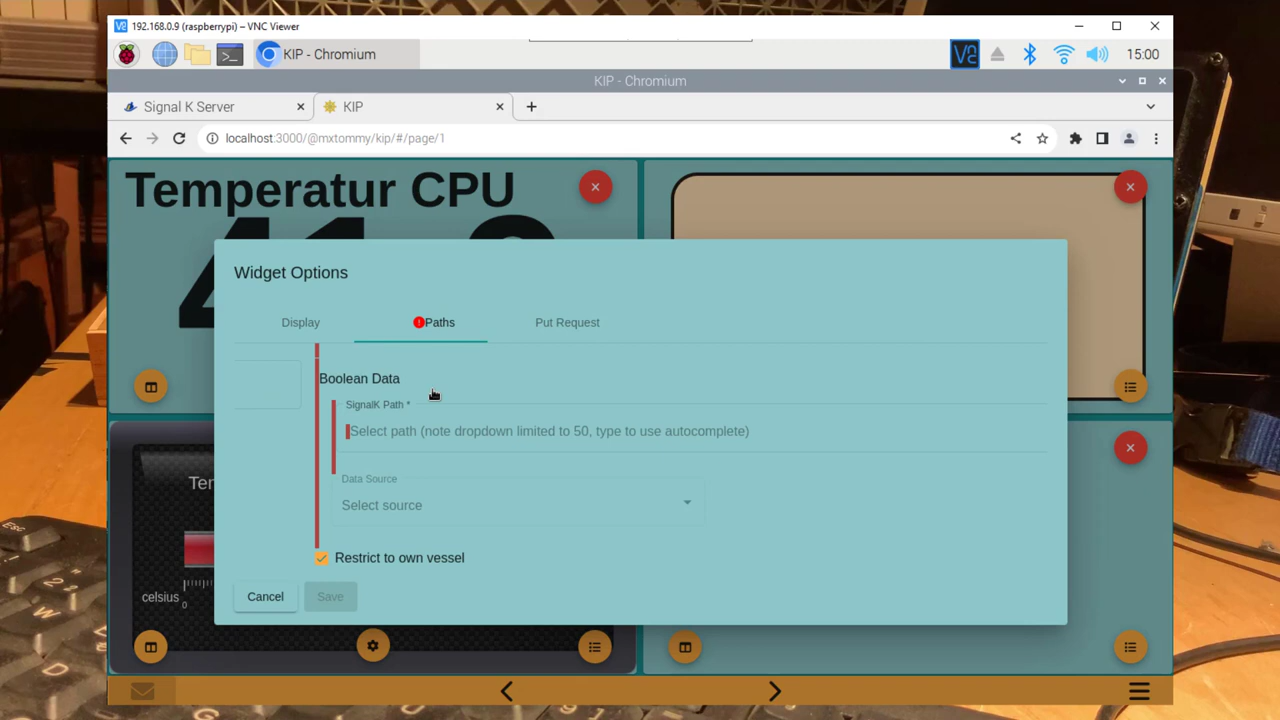 192.168.0.9 (raspberrypi) – VNC Viewer
KIP - Chromium
15:00
KIP - Chromium
Signal K Server
KIP
localhost:3000/@mxtommy/kip/#/page/1
Temperatur CPU
Widget Options
Display
Paths
Put Request
Boolean Data
SignalK Path *
Select path (note dropdown limited to 50, type to use autocomplete)
Data Source
Select source
Restrict to own vessel
Cancel
Save
celsius
0
Esc